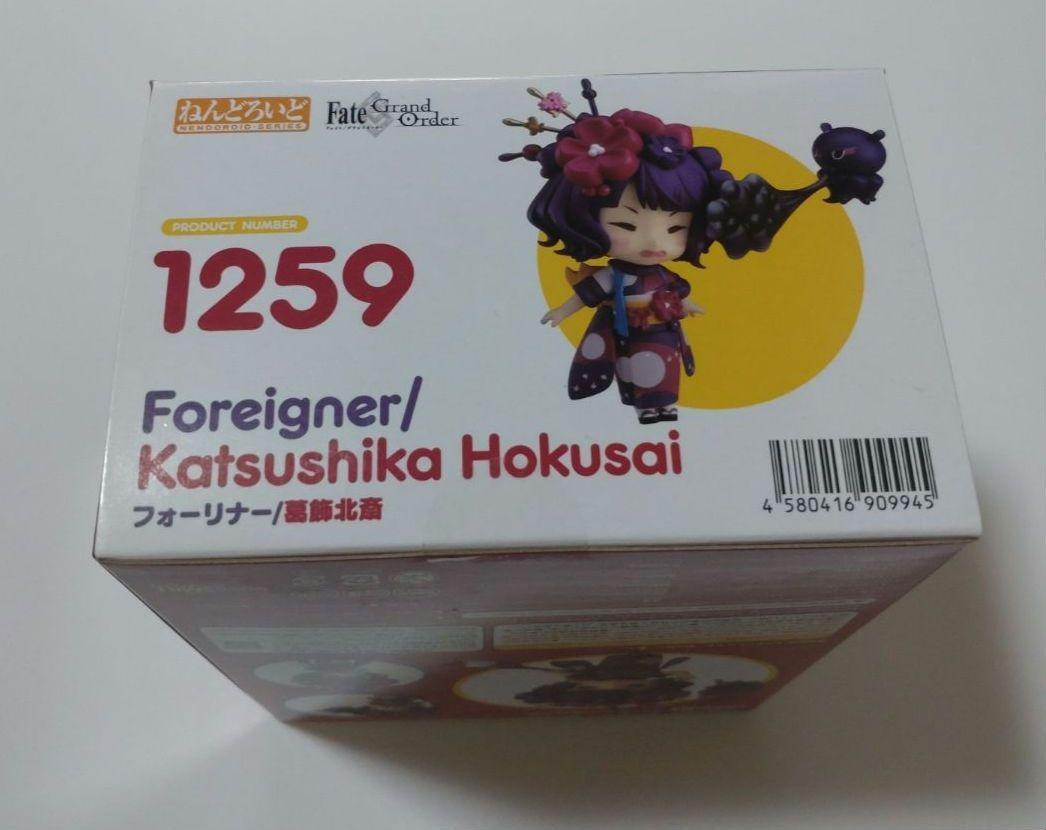 ねんどろいど
NENDOROID-SERIES
Fate Grand Order
PRODUCT NUMBER
1259
Foreigner/
Katsushika Hokusai
フォーリナー/葛飾北斎
4 580416 909945